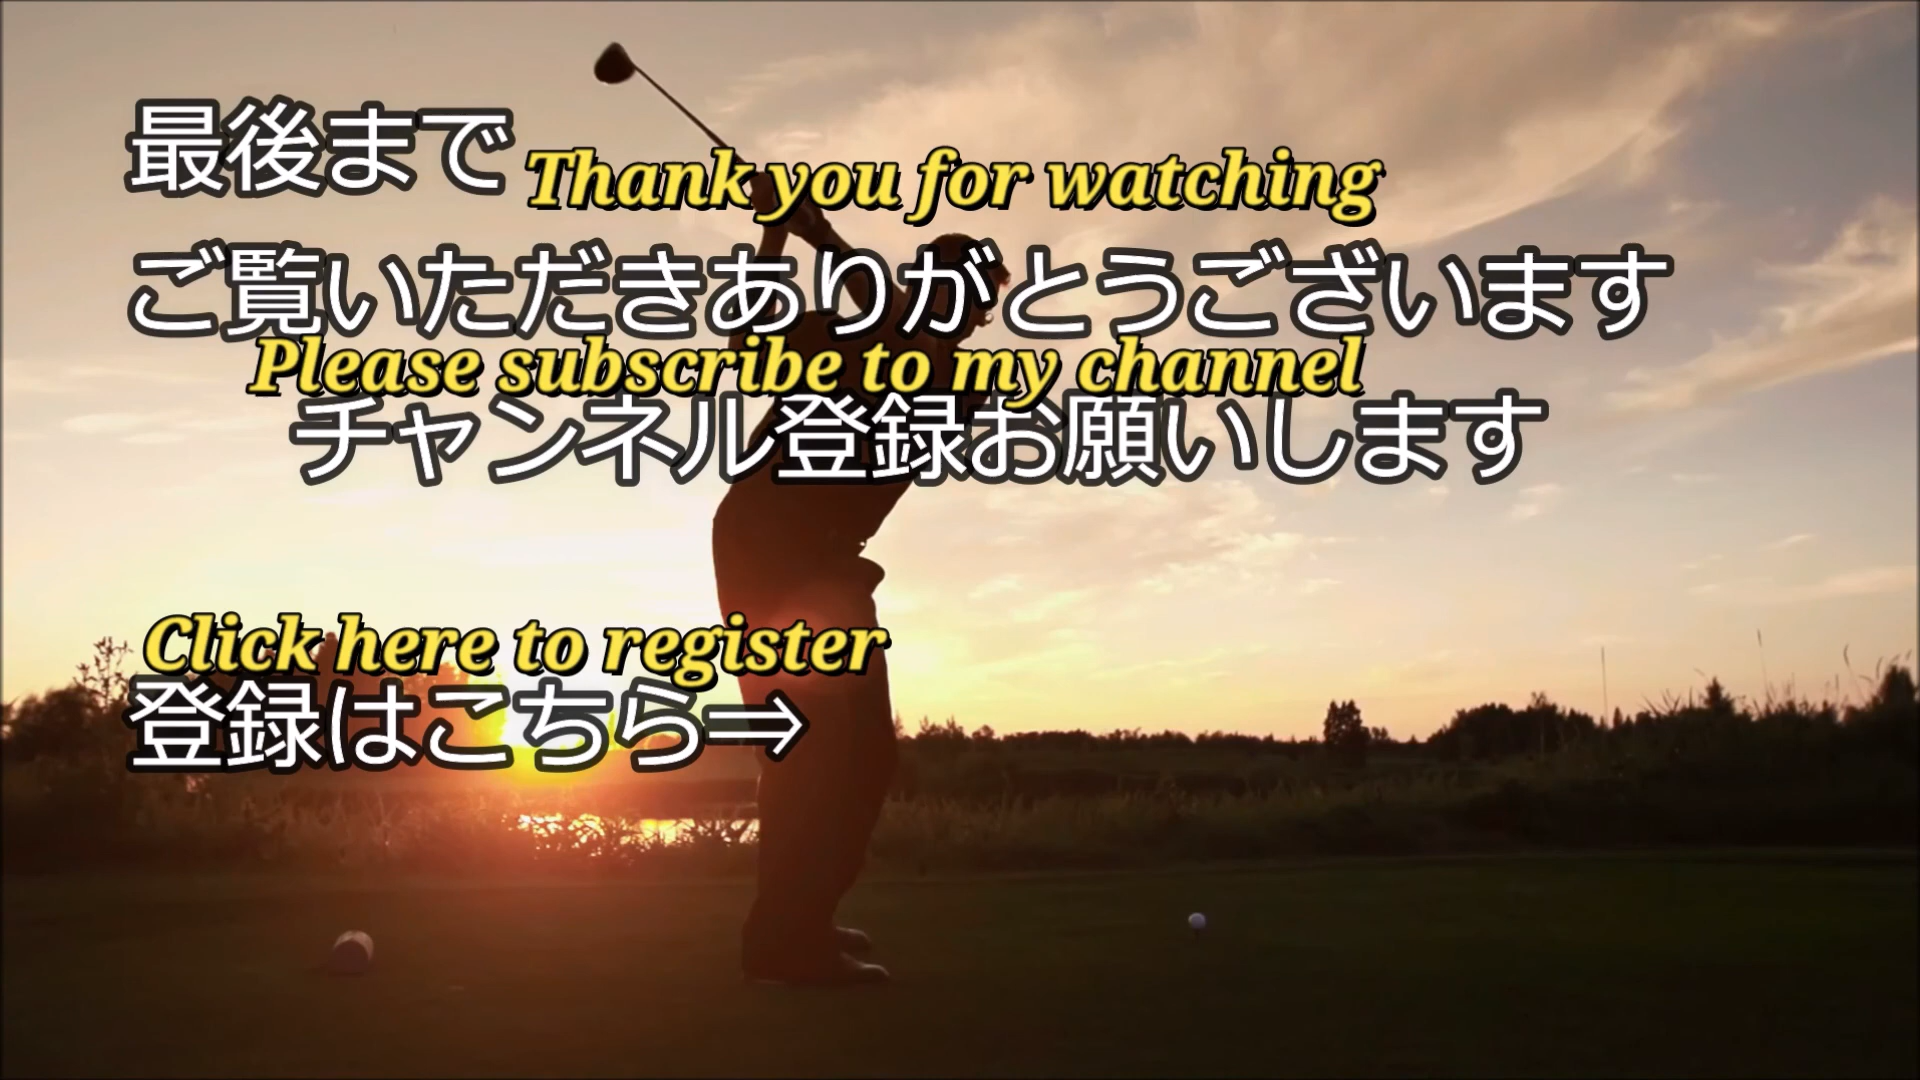 最後まで
Thank you for watching
ご覧いただきありがとうございます
Please subscribe to my channel
チャンネル登録お願いします
Click here to register
登録はこちら⇒